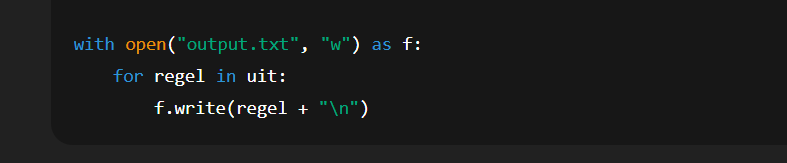 with open("output.txt", "w") as f:
    for regel in uit:
        f.write(regel + "\n")